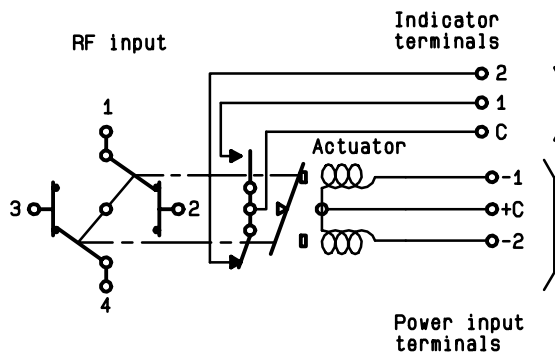 Indicator
terminals
RF input
2
1
C
1
Actuator
-1
3
2
+C
-2
4
Power input
terminals